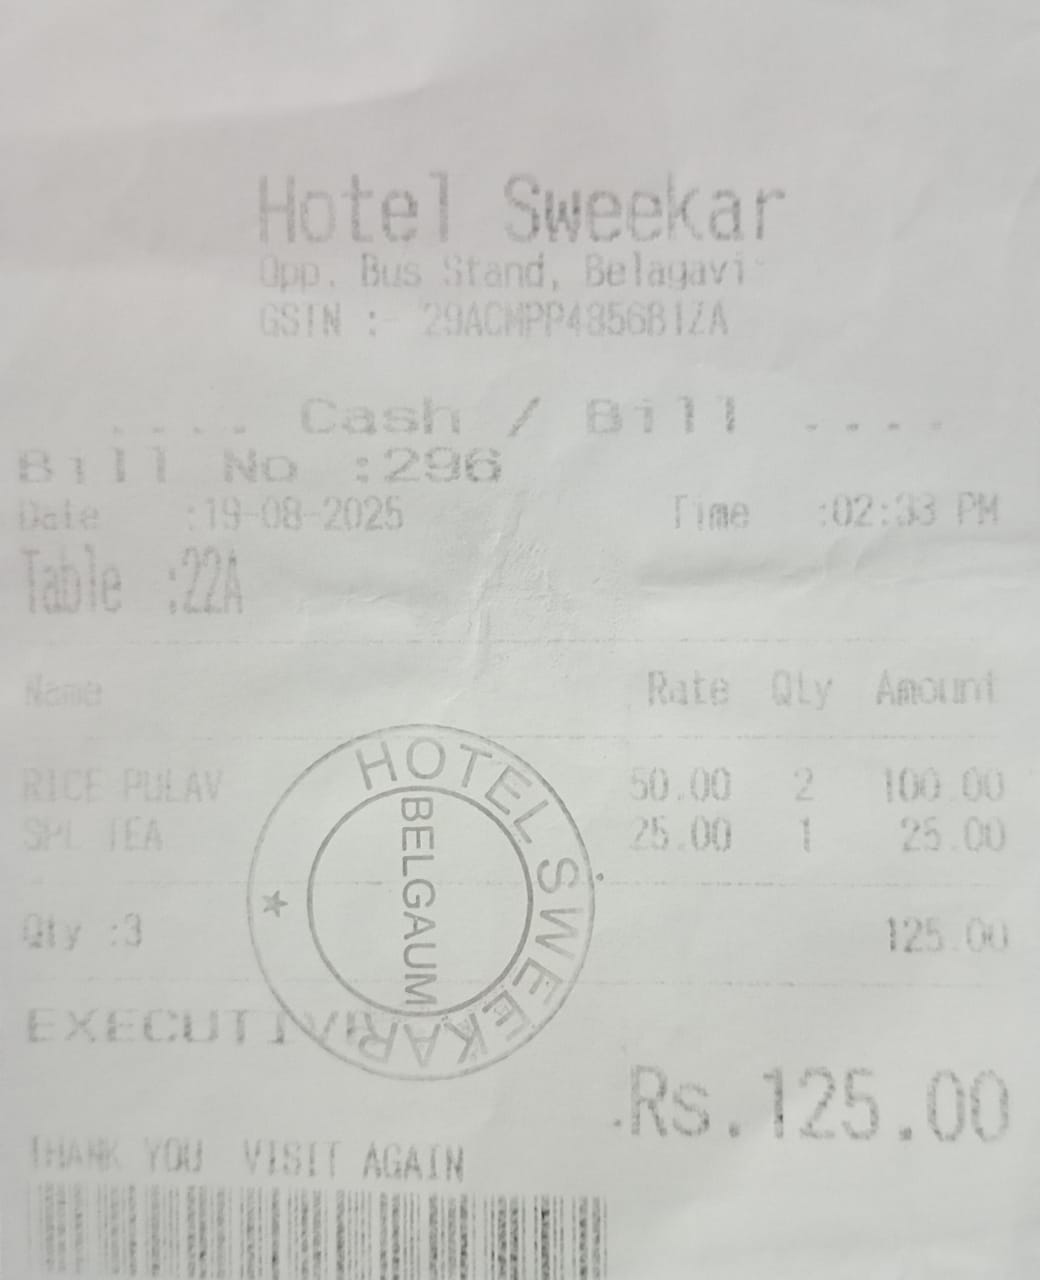 Hotel Sweekar
Opp. Bus Stand, Belagavi
GSTN :- 29ACMPP4856B1ZA
.... Cash / Bill ....
Bill No :296
Date :19-08-2025 Time :02:33 PM
Table :22A
Name Rate Qty Amount
RICE PULAV 50.00 2 100.00
SPL TEA 25.00 1 25.00
Qty :3 125.00
EXECUTIVE
HOTEL SWEEKAR
BELGAUM
Rs.125.00
THANK YOU VISIT AGAIN